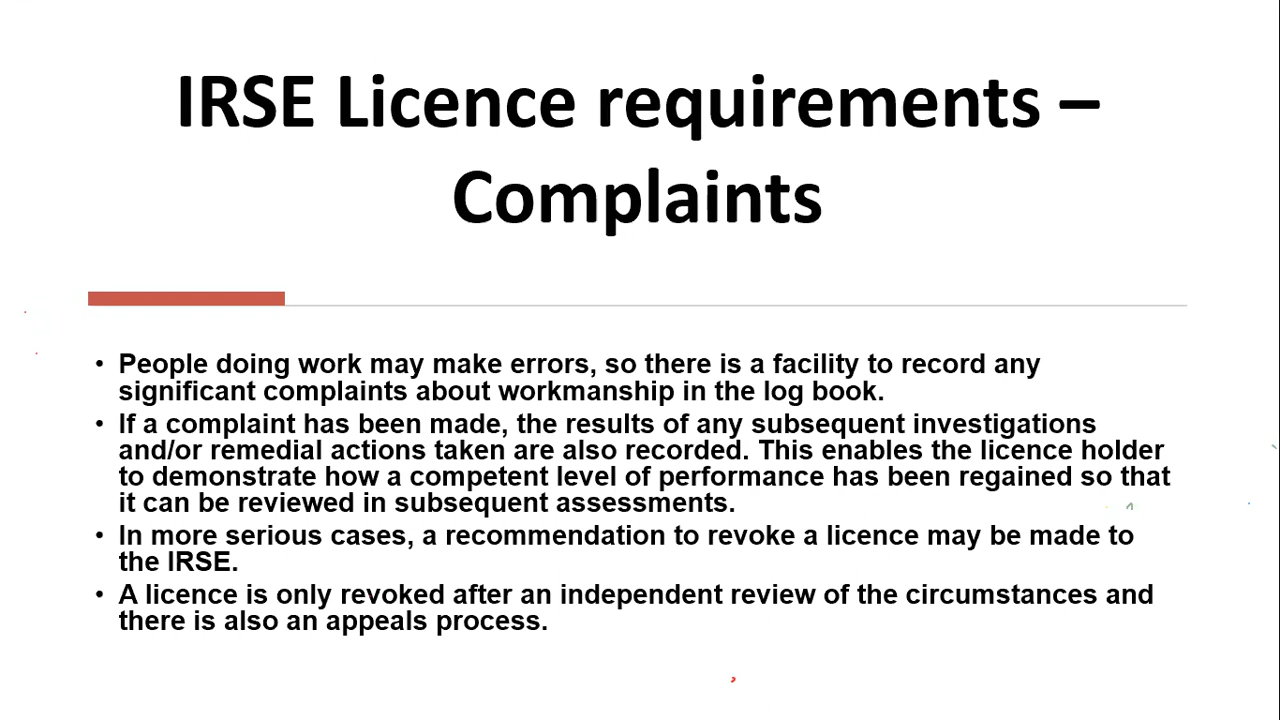 IRSE Licence requirements –
Complaints
• People doing work may make errors, so there is a facility to record any
significant complaints about workmanship in the log book.
• If a complaint has been made, the results of any subsequent investigations
and/or remedial actions taken are also recorded. This enables the licence holder
to demonstrate how a competent level of performance has been regained so that
it can be reviewed in subsequent assessments.
• In more serious cases, a recommendation to revoke a licence may be made to
the IRSE.
• A licence is only revoked after an independent review of the circumstances and
there is also an appeals process.